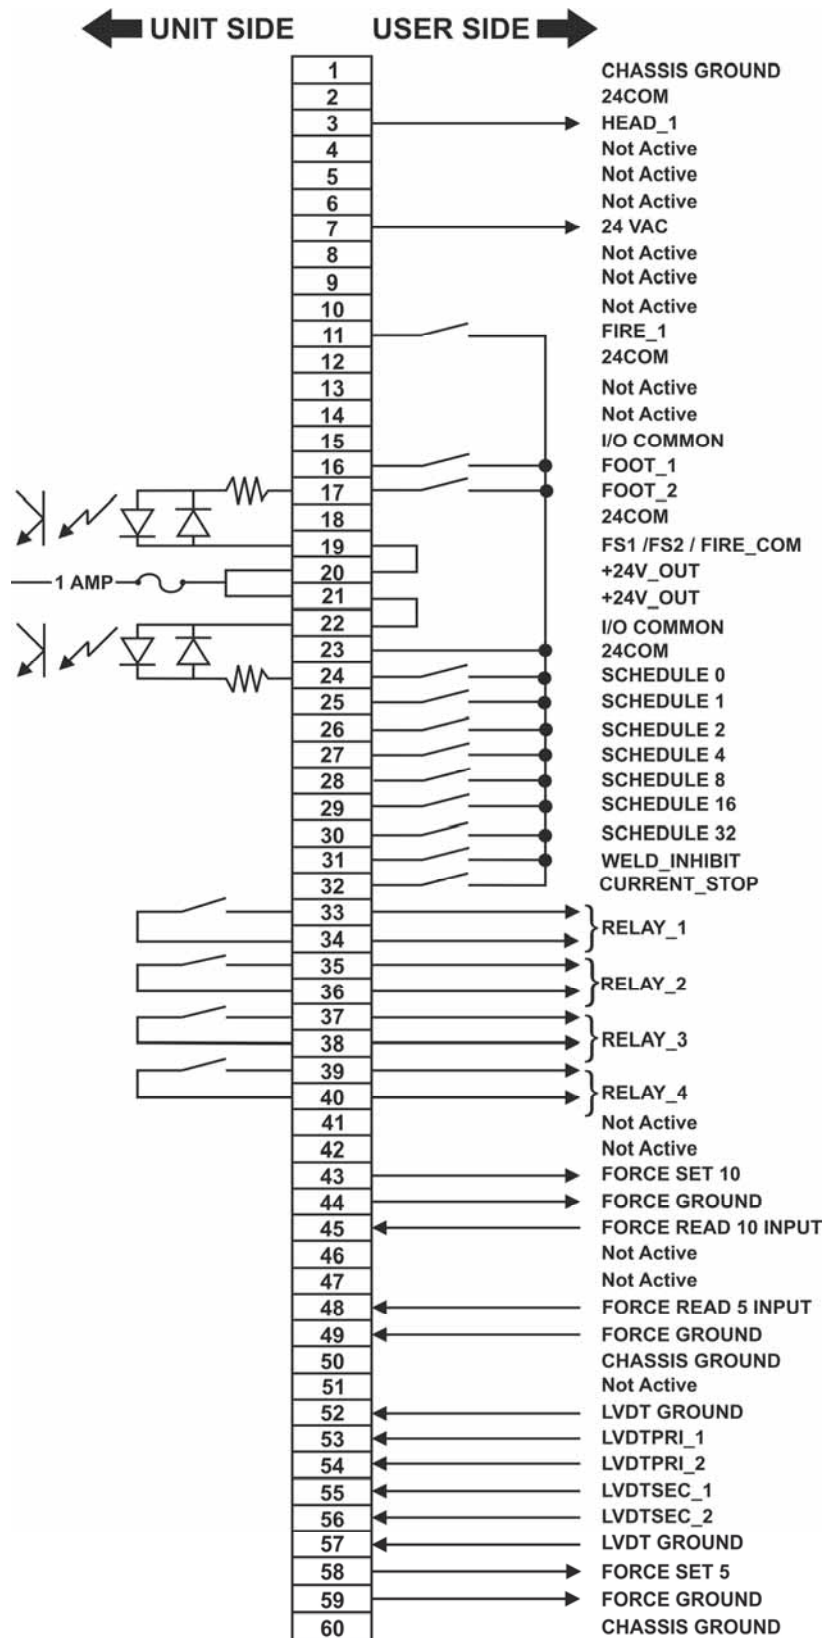 UNIT SIDE USER SIDE
1 CHASSIS GROUND
2 24COM
3 HEAD_1
4 Not Active
5 Not Active
6 Not Active
7 24 VAC
8 Not Active
9 Not Active
10 Not Active
11 FIRE_1
12 24COM
13 Not Active
14 Not Active
15 I/O COMMON
16 FOOT_1
17 FOOT_2
18 24COM
19 FS1 /FS2 / FIRE_COM
20 +24V_OUT
1 AMP
21 +24V_OUT
22 I/O COMMON
23 24COM
24 SCHEDULE 0
25 SCHEDULE 1
26 SCHEDULE 2
27 SCHEDULE 4
28 SCHEDULE 8
29 SCHEDULE 16
30 SCHEDULE 32
31 WELD_INHIBIT
32 CURRENT_STOP
33
RELAY_1
34
35
RELAY_2
36
37
RELAY_3
38
39
RELAY_4
40
41 Not Active
42 Not Active
43 FORCE SET 10
44 FORCE GROUND
45 FORCE READ 10 INPUT
46 Not Active
47 Not Active
48 FORCE READ 5 INPUT
49 FORCE GROUND
50 CHASSIS GROUND
51 Not Active
52 LVDT GROUND
53 LVDTPRI_1
54 LVDTPRI_2
55 LVDTSEC_1
56 LVDTSEC_2
57 LVDT GROUND
58 FORCE SET 5
59 FORCE GROUND
60 CHASSIS GROUND